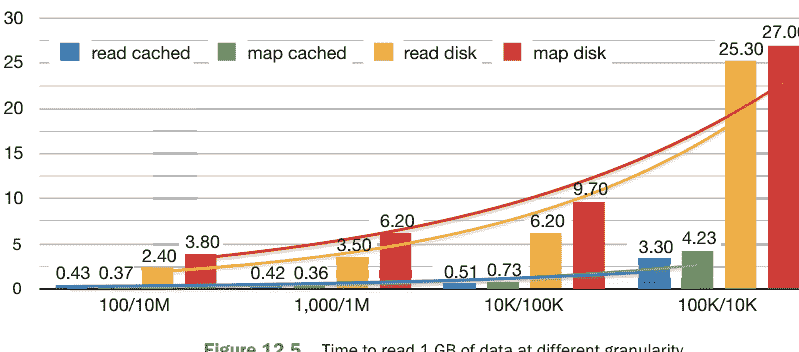 30
27.00
25.30
read cached map cached read disk map disk
25
20
15
10
9.70
6.20 6.20
5
3.80 3.50 3.30 4.23
2.40
0.43 0.37 0.42 0.36 0.51 0.73
0
100/10M 1,000/1M 10K/100K 100K/10K
Figure 12.5 Time to read 1 GB of data at different granularity